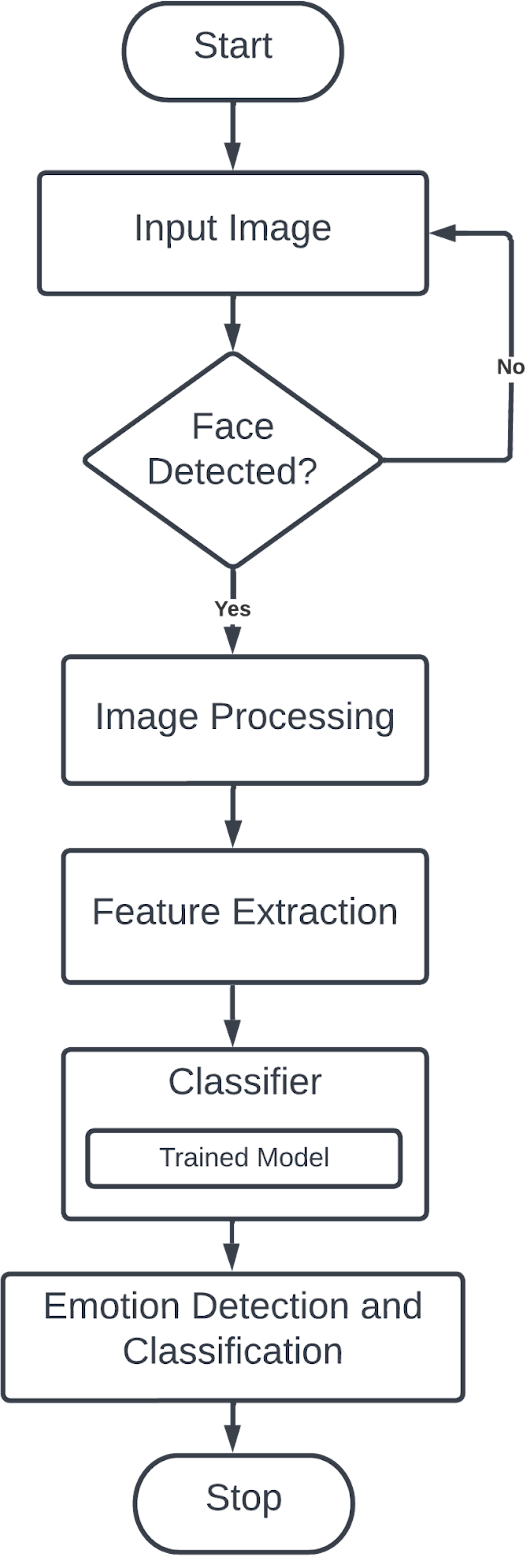 Start
Input Image
No
Face
Detected?
Yes
Image Processing
Feature Extraction
Classifier
Trained Model
Emotion Detection and
Classification
Stop